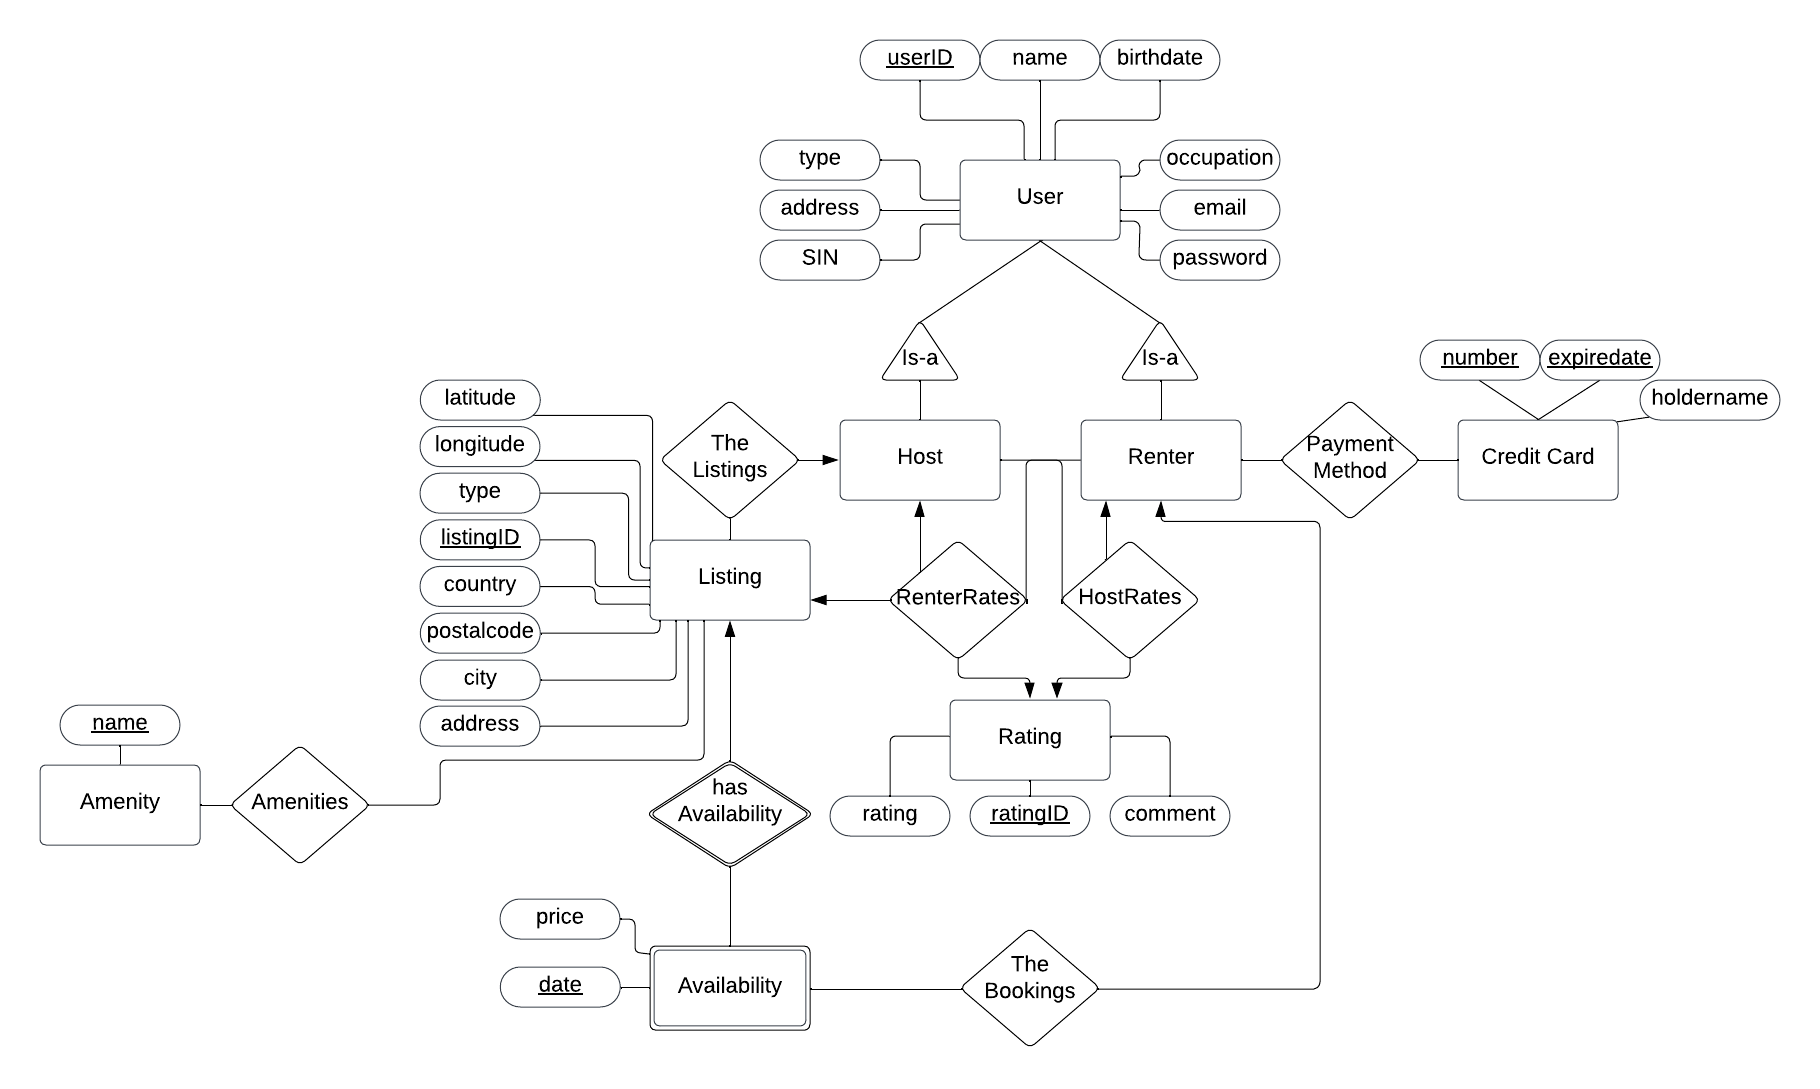 userID
name
birthdate
type
occupation
User
address
email
SIN
password
Is-a
Is-a
number
expiredate
latitude
holdername
longitude
The
Listings
Host
Renter
Payment
Method
Credit Card
type
listingID
country
Listing
RenterRates
HostRates
postalcode
city
name
address
Rating
Amenity
Amenities
has
Availability
rating
ratingID
comment
price
date
Availability
The
Bookings